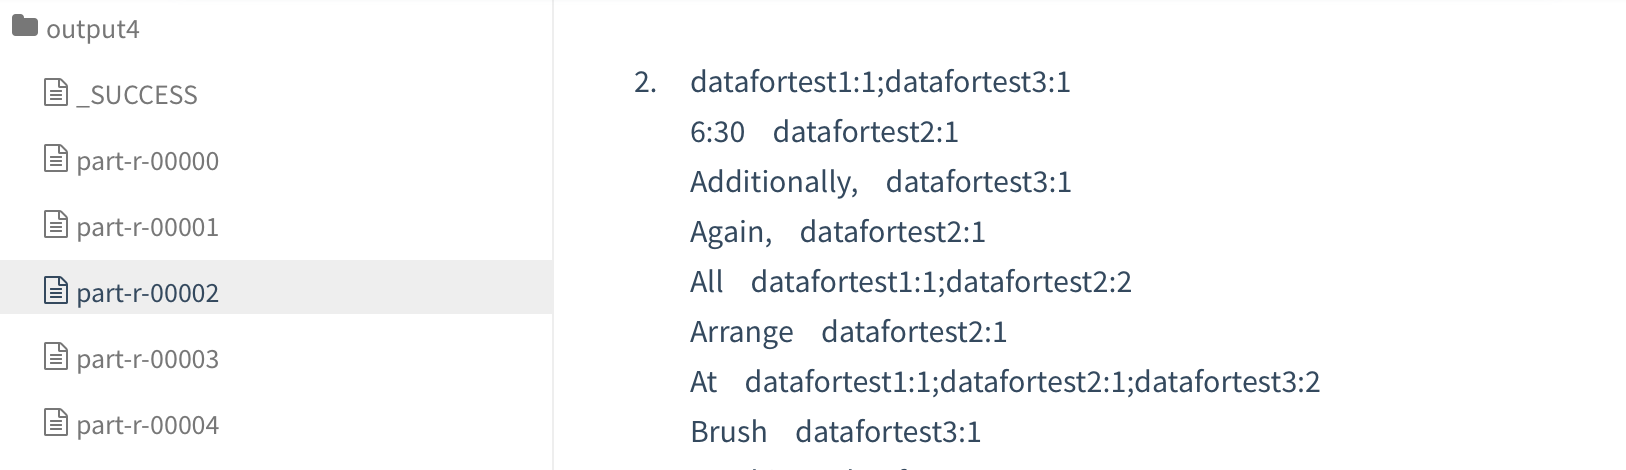 output4
_SUCCESS
part-r-00000
part-r-00001
part-r-00002
part-r-00003
part-r-00004
2. datafortest1:1;datafortest3:1
6:30 datafortest2:1
Additionally, datafortest3:1
Again, datafortest2:1
All datafortest1:1;datafortest2:2
Arrange datafortest2:1
At datafortest1:1;datafortest2:1;datafortest3:2
Brush datafortest3:1